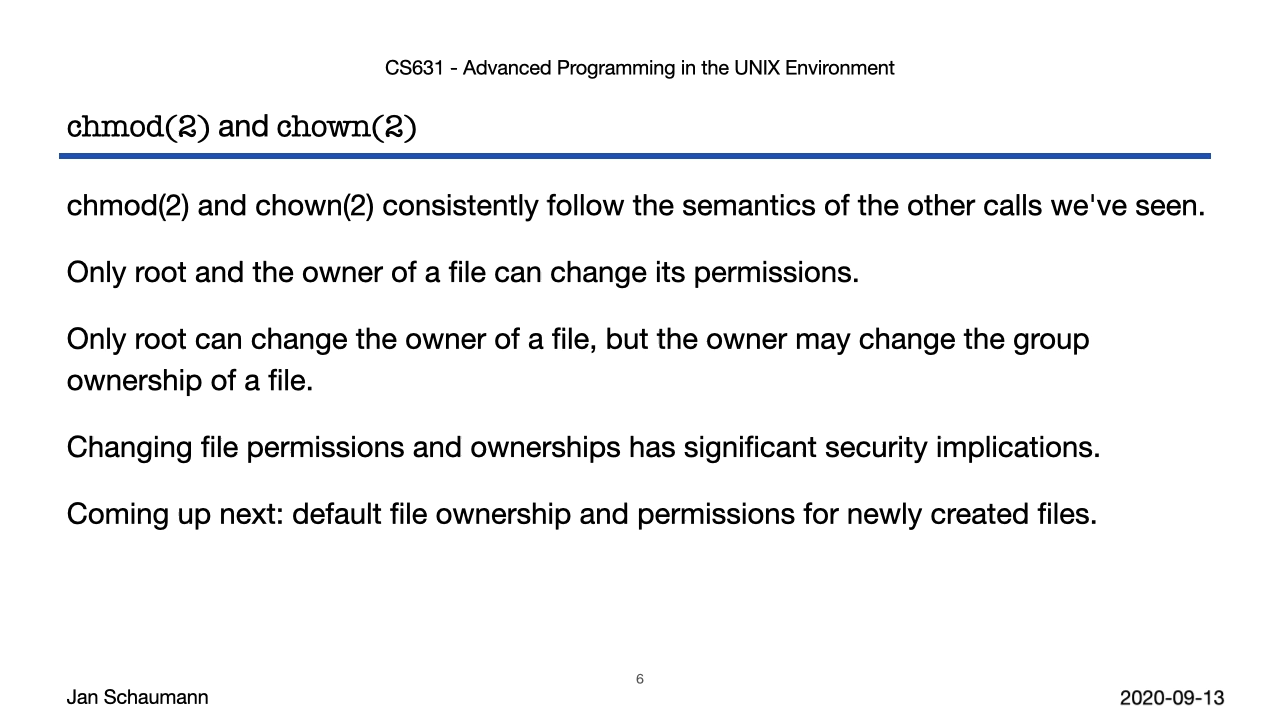 CS631 - Advanced Programming in the UNIX Environment
chmod(2) and chown(2)
chmod(2) and chown(2) consistently follow the semantics of the other calls we've seen.
Only root and the owner of a file can change its permissions.
Only root can change the owner of a file, but the owner may change the group
ownership of a file.
Changing file permissions and ownerships has significant security implications.
Coming up next: default file ownership and permissions for newly created files.
6
Jan Schaumann
2020-09-13